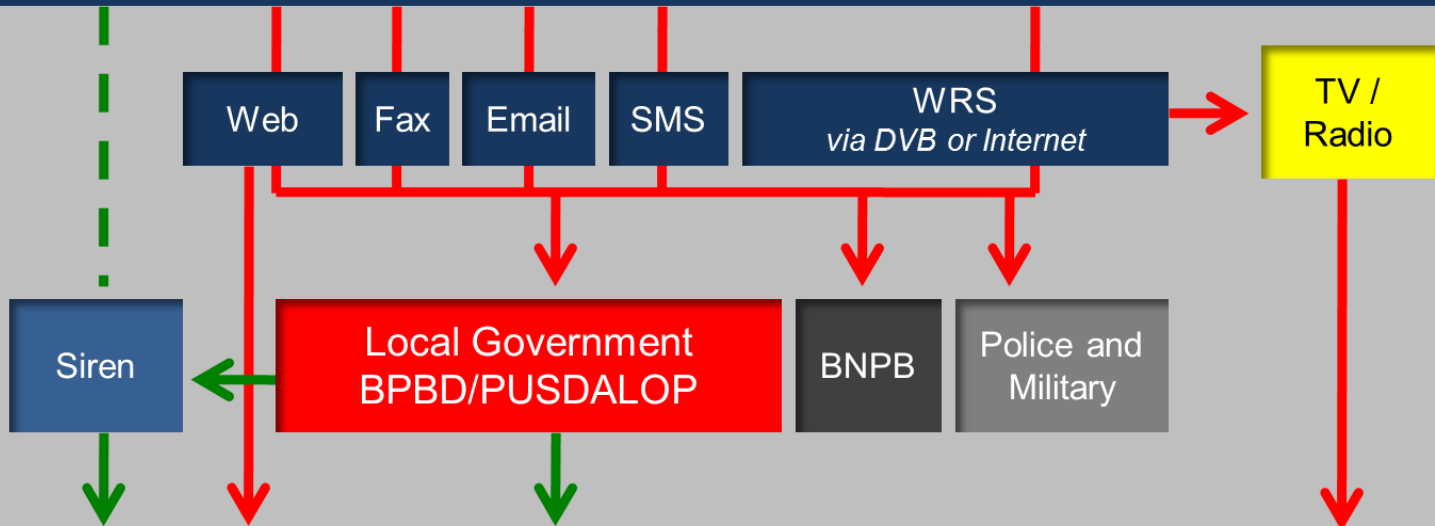 Web
Fax
Email
SMS
WRS
via DVB or Internet
TV /
Radio
Siren
Local Government
BPBD/PUSDALOP
BNPB
Police and
Military